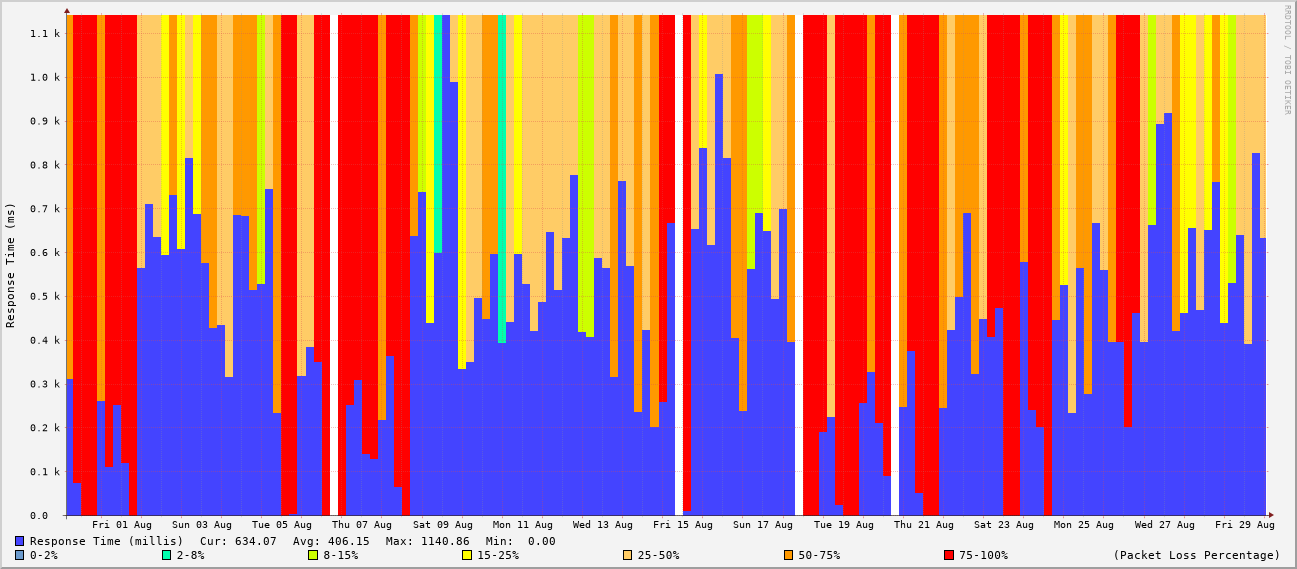 RRDTOOL / TOBI OETIKER
Response Time (ms)
1.1 k
1.0 k
0.9 k
0.8 k
0.7 k
0.6 k
0.5 k
0.4 k
0.3 k
0.2 k
0.1 k
0.0
Fri 01 Aug Sun 03 Aug Tue 05 Aug Thu 07 Aug Sat 09 Aug Mon 11 Aug Wed 13 Aug Fri 15 Aug Sun 17 Aug Tue 19 Aug Thu 21 Aug Sat 23 Aug Mon 25 Aug Wed 27 Aug Fri 29 Aug
Response Time (millis) Cur: 634.07 Avg: 406.15 Max: 1140.86 Min: 0.00
0-2% 2-8% 8-15% 15-25% 25-50% 50-75% 75-100% (Packet Loss Percentage)